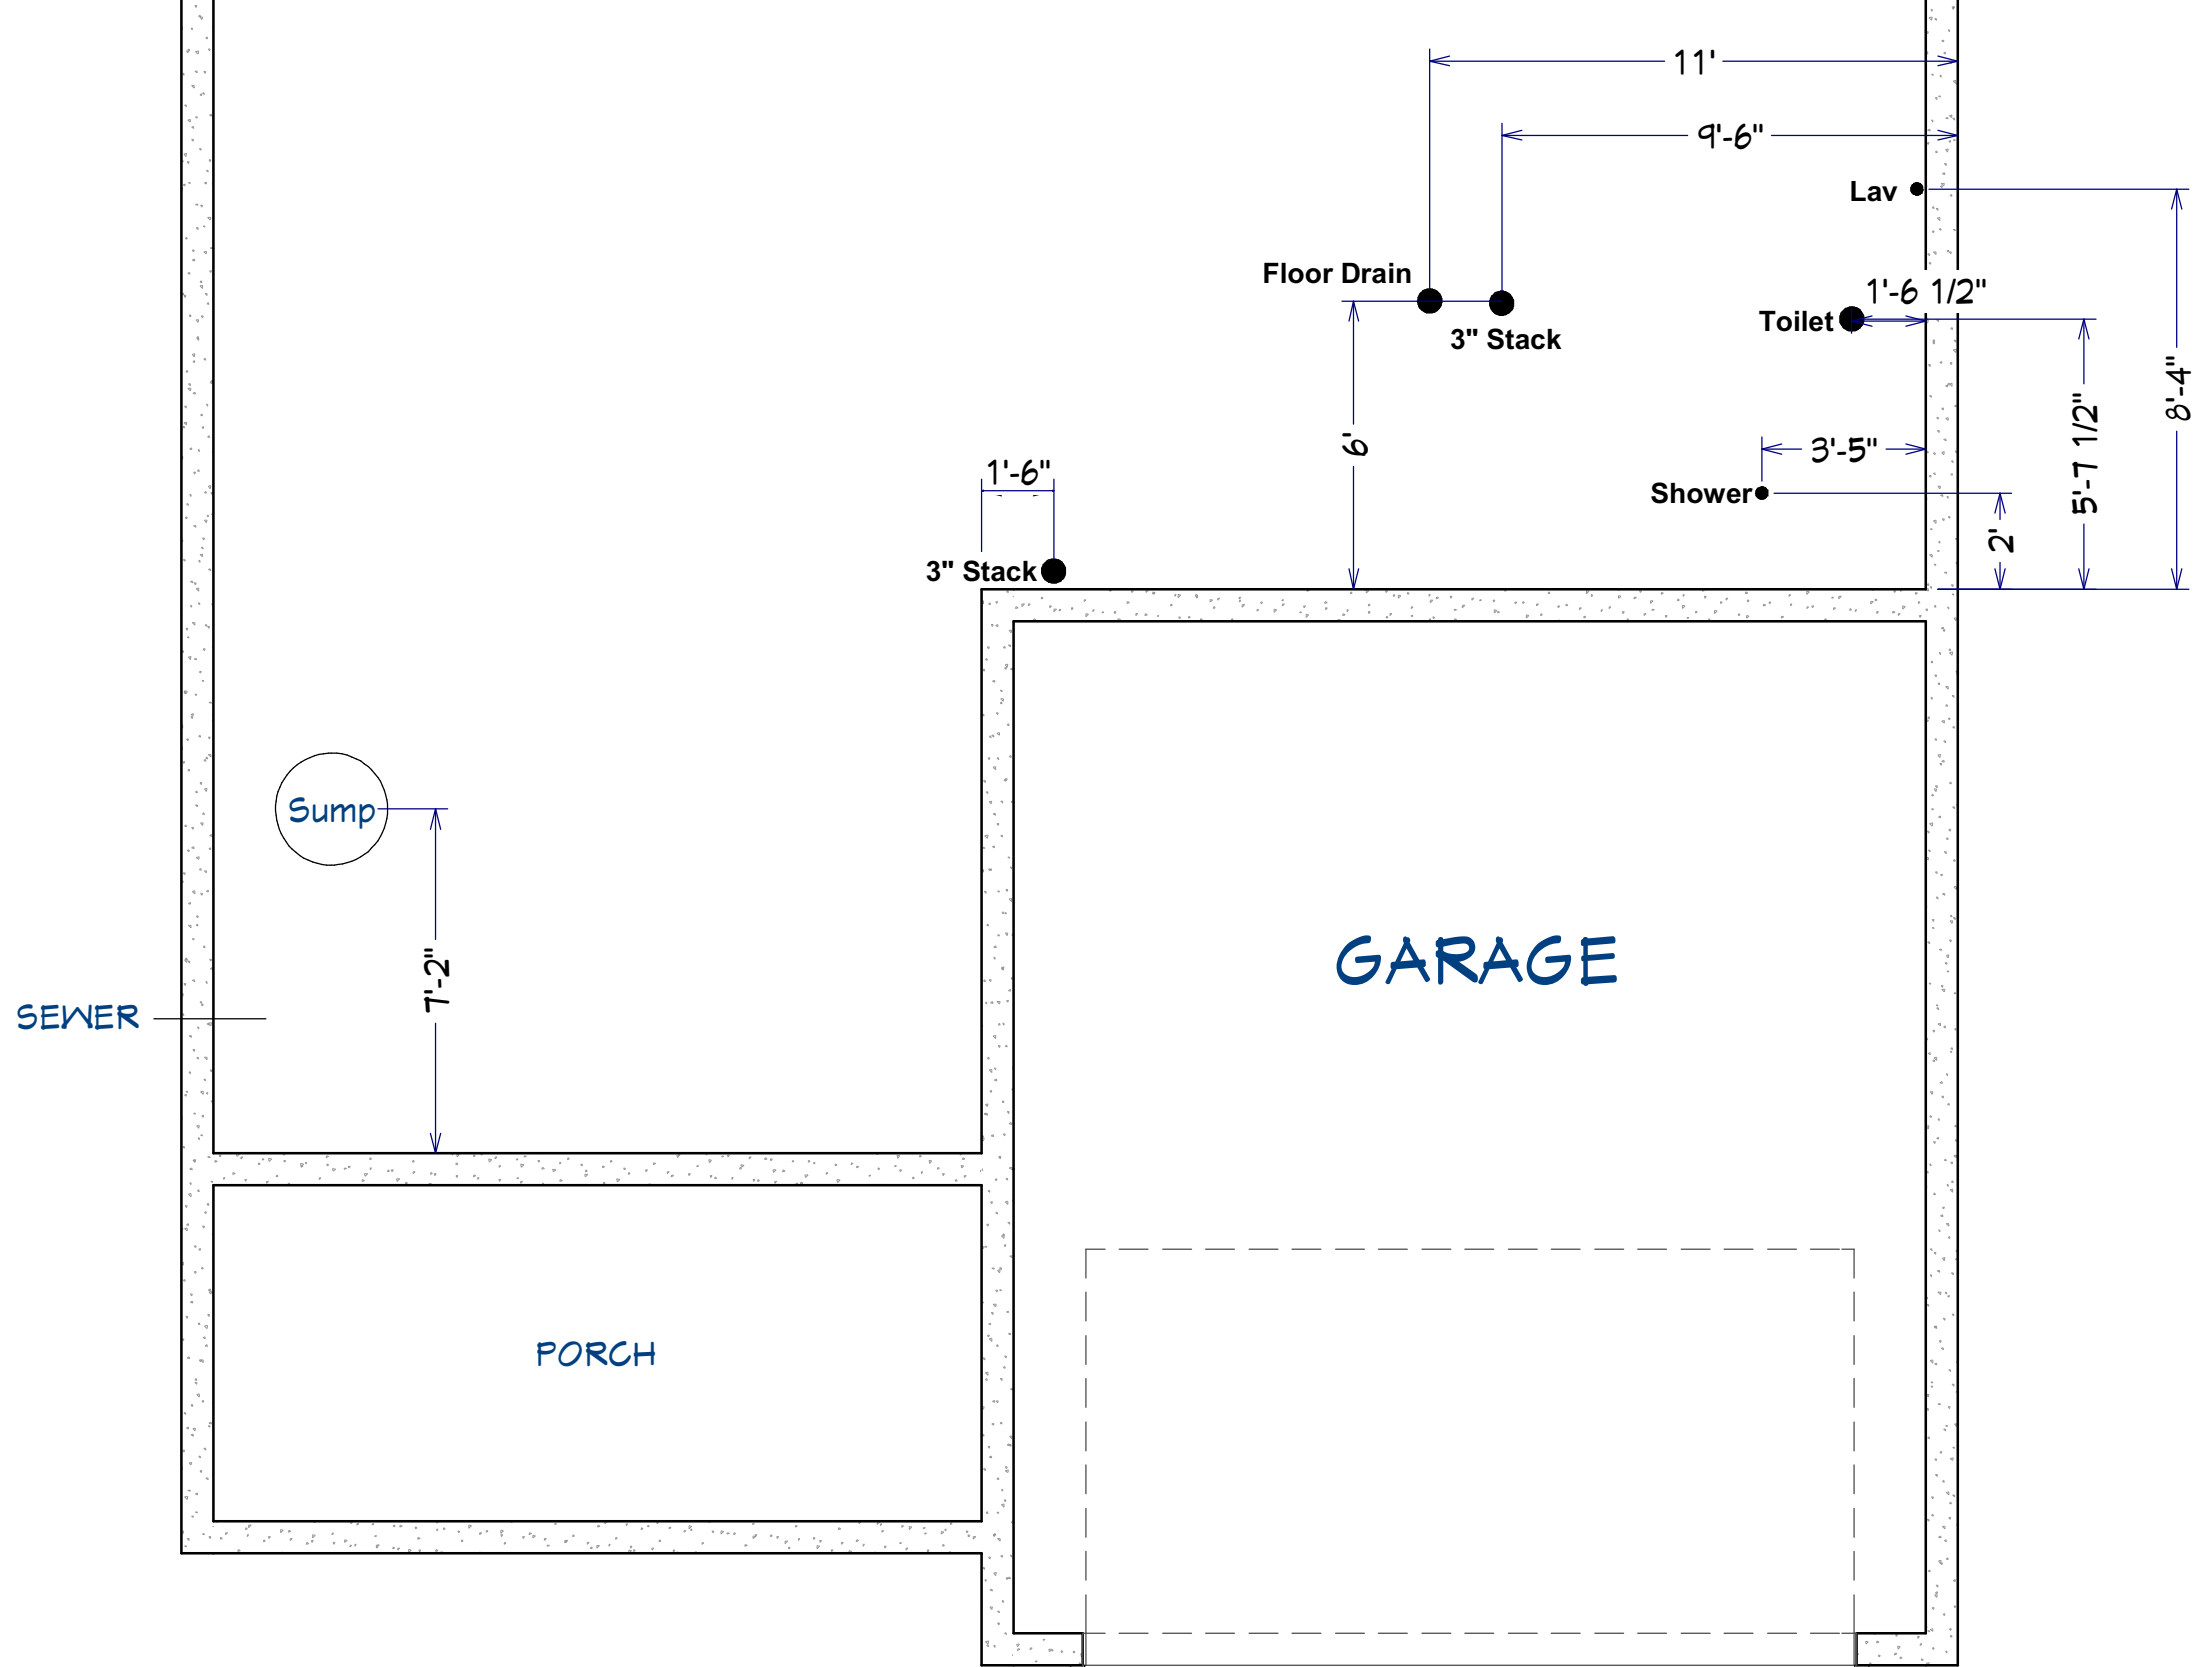 11'
9'-6"
Lav
Floor Drain
1'-6 1/2"
Toilet
3" Stack
8'-4"
5'-7 1/2"
6'
3'-5"
1'-6"
Shower
2'
3" Stack
Sump
GARAGE
7'-2"
SEWER
PORCH